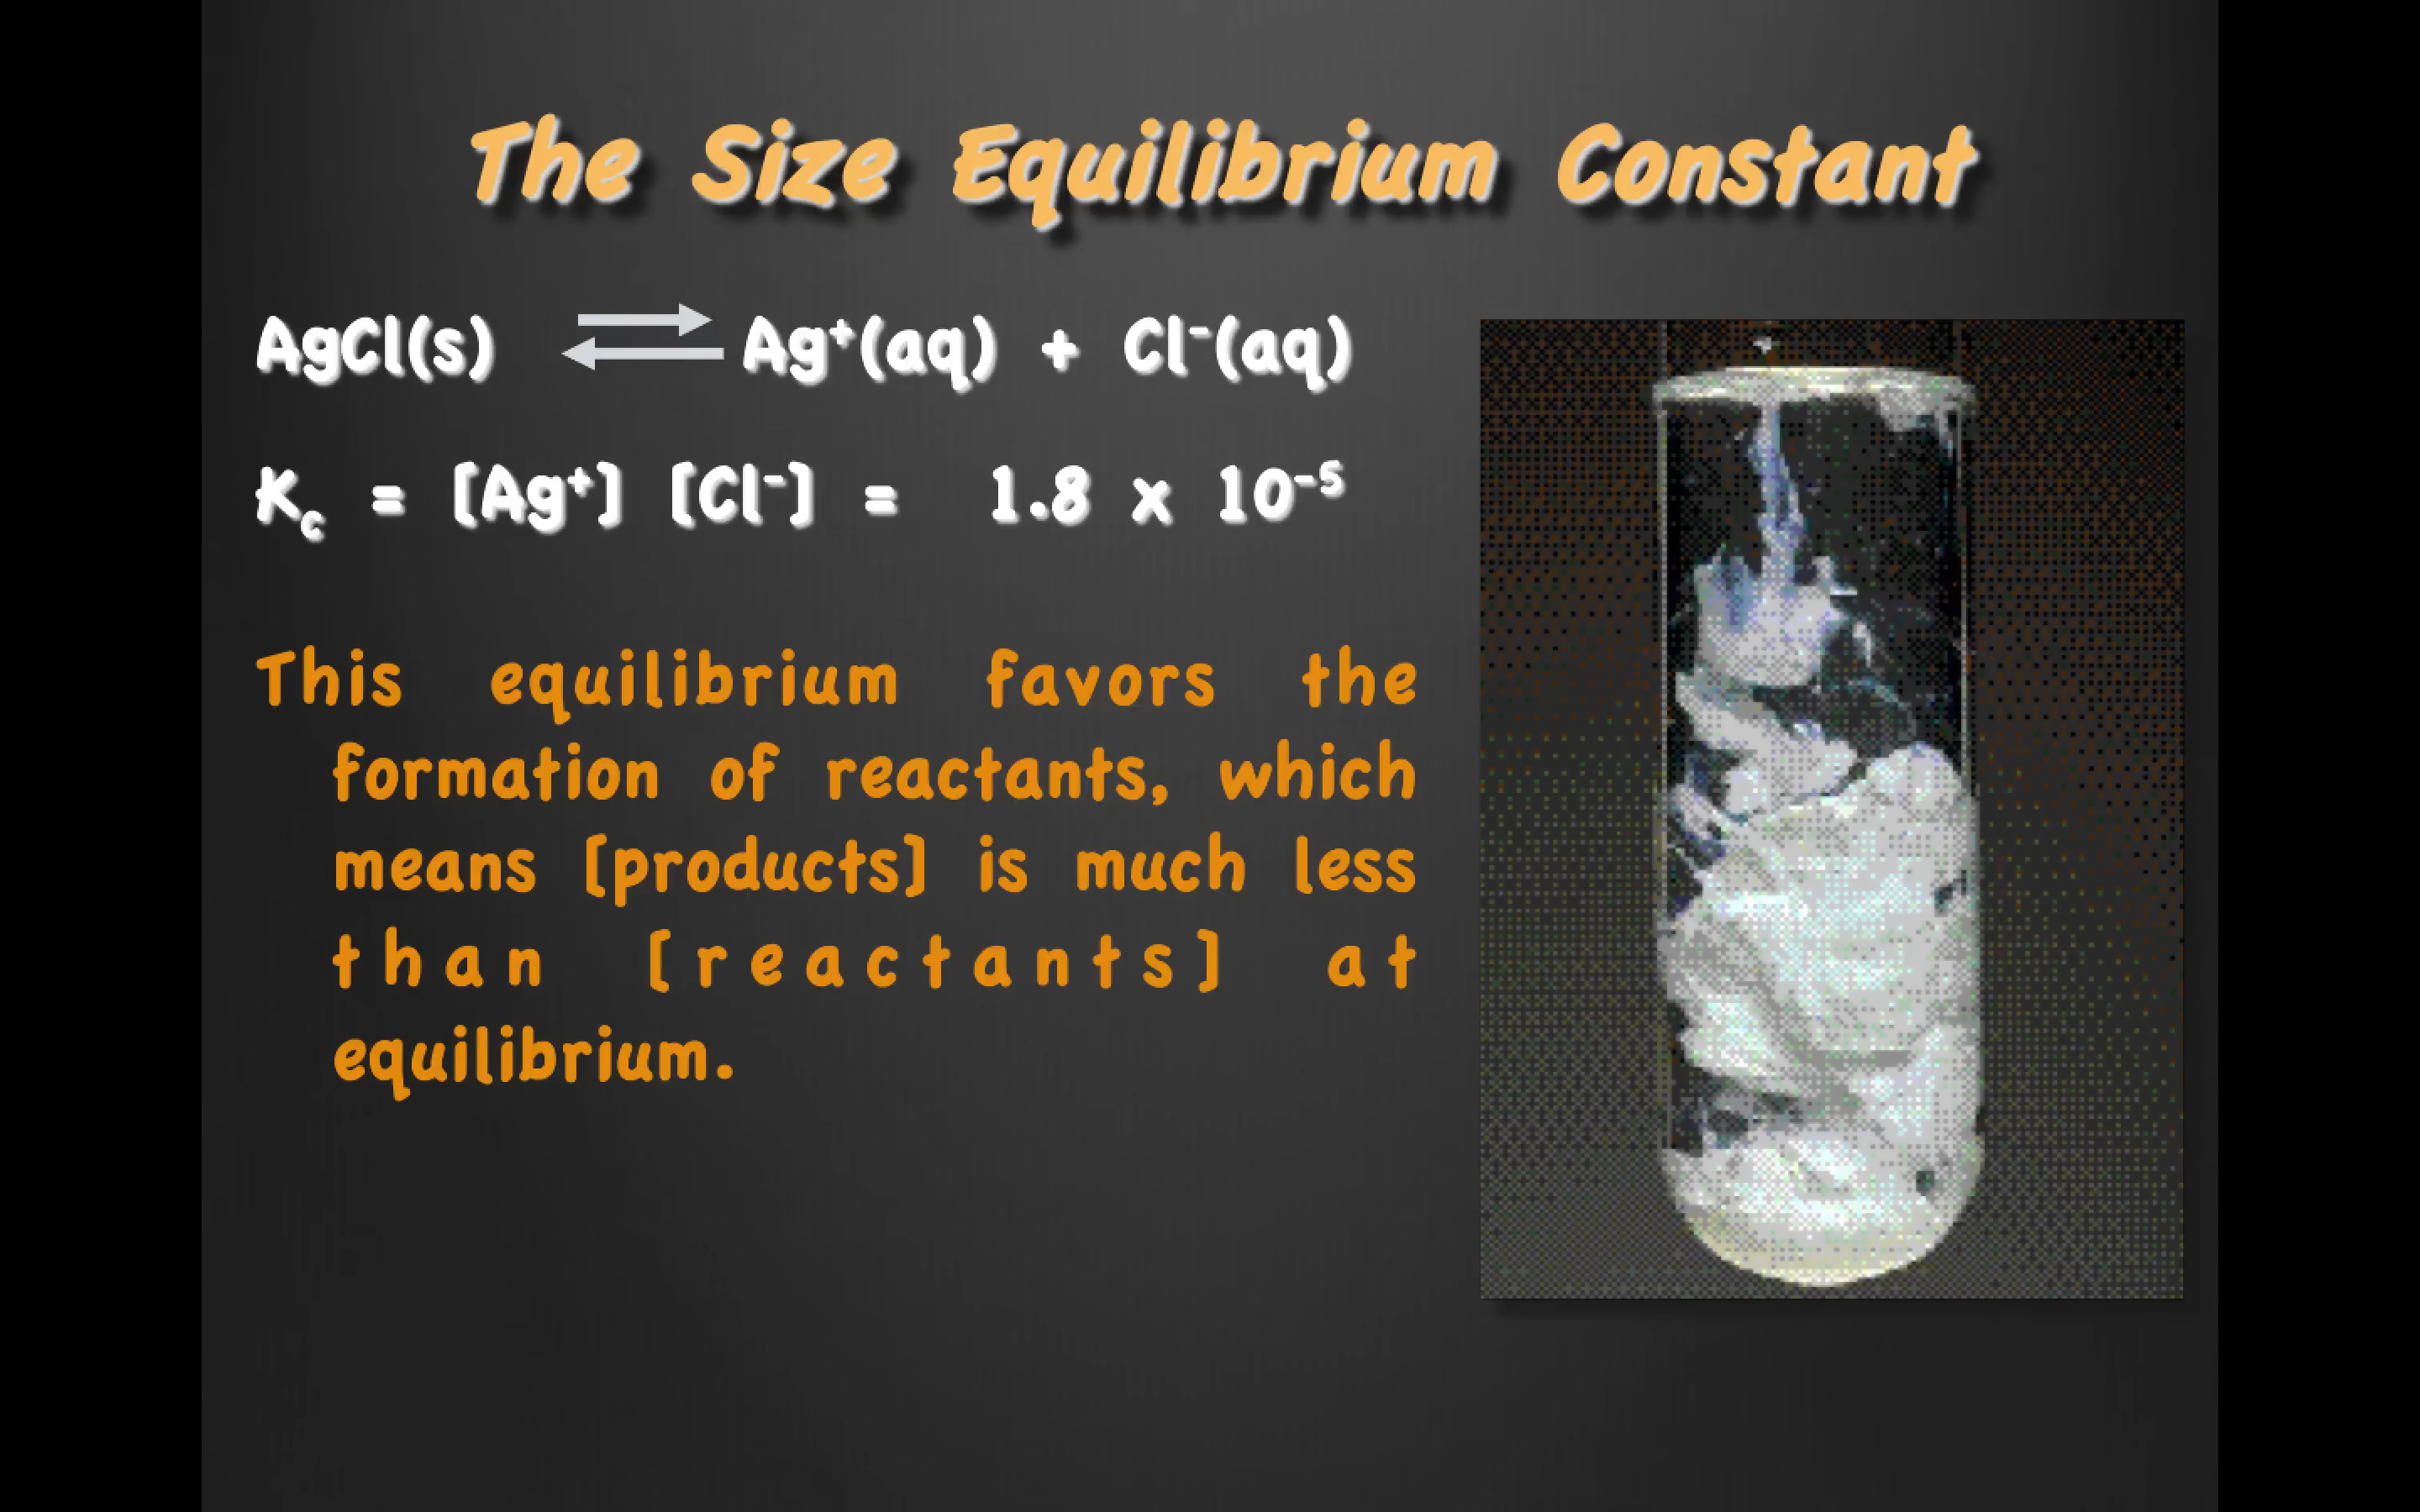 The Size Equilibrium Constant
AgCl(s) ⇌ Ag⁺(aq) + Cl⁻(aq)
K꜀ = [Ag⁺] [Cl⁻] = 1.8 x 10⁻⁵
This equilibrium favors the
formation of reactants, which
means [products] is much less
than [reactants] at
equilibrium.